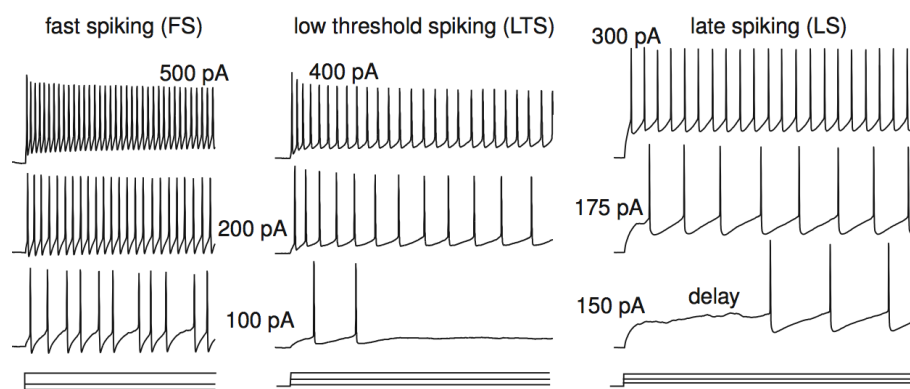 fast spiking (FS)
low threshold spiking (LTS)
late spiking (LS)
500 pA
400 pA
300 pA
200 pA
175 pA
100 pA
150 pA
delay